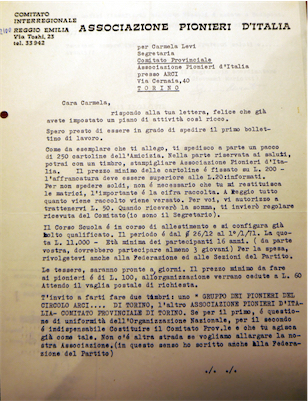 COMITATO
INTERREGIONALE
REGGIO EMILIA
Via Toshi, 23
tel. 33942
ASSOCIAZIONE PIONIERI D'ITALIA
per Carmela Levi
Segretaria
Comitato Provinciale
Associazione Pionieri d'Italia
presso ARCI
Via Cernaia, 40
TORINO
Cara Carmela,
rispondo alla tua lettera, felice che già
avete impostato un piano di attività così ricco.
Spero presto di essere in grado di spedire il primo bollet-
tino di lavoro.
Come da esempiare che ti allego, ti spedisco a parte un pacco
di 250 cartoline dell'Amicizia. Nella parte riservata ai saluti,
potrai con un timbro, stampigliare Associazione Pionieri d'Ita-
lia. Il prezzo minimo della cartoline è fissato su L. 200 -
l'affrancatura deve essere superiore alle L.20informati.
Per non spedere soldi, non è necessario che tu mi restituisca
le matrici, l'importante è la cifra raccolta. A Reggio tutto
quanto viene raccolto viene versato. Per voi, vi autorizzo a
trattenere L. 50. Quando riceverò la somma, ti invierò regolare
ricevuta del Comitato(io sono il Segretario).
Il Corso Scuola è in corso di allestimento e si configura già
molto qualificato. Il periodo è dal 26/12 al 1°/1/71. La quo-
ta L. 11.000 - Età minima dei partecipanti 16 anni. (da parte
vostra, dovrebbero partecipare almeno 3 giovani) Per la spesa,
rivolgetevi anche alla Federazione ed alle Sezioni del Partito.
Le tessere, saranno pronte a giorni. Il prezzo minimo da fare
ai pionieri é di L. 100, all'organizzazione verranno cedute a L. 60
Attendo il vaglia postale di richiesta.
T'invito a farti fare due timbri: uno " GRUPPO DEI PIONIERI DEL
CIRCOLO ARCI.... DI TORINO, l'altro ASSOCIAZIONE PIONIERI D'ITA-
LIA- COMITATO PROVINCIALE DI TORINO. Se per il primo, é questio-
ne di uniformità dell'Organizzazione Nazionale, per il secondo
é indispensabile Costituire il Comitato Prov.le e che tu agisca
già come tale. Non c'è altra strada se vogliamo allargare la no-
stra Associazione.(in questo senso ho scritto anche alla Federa-
zione del Partito)
./. ./.